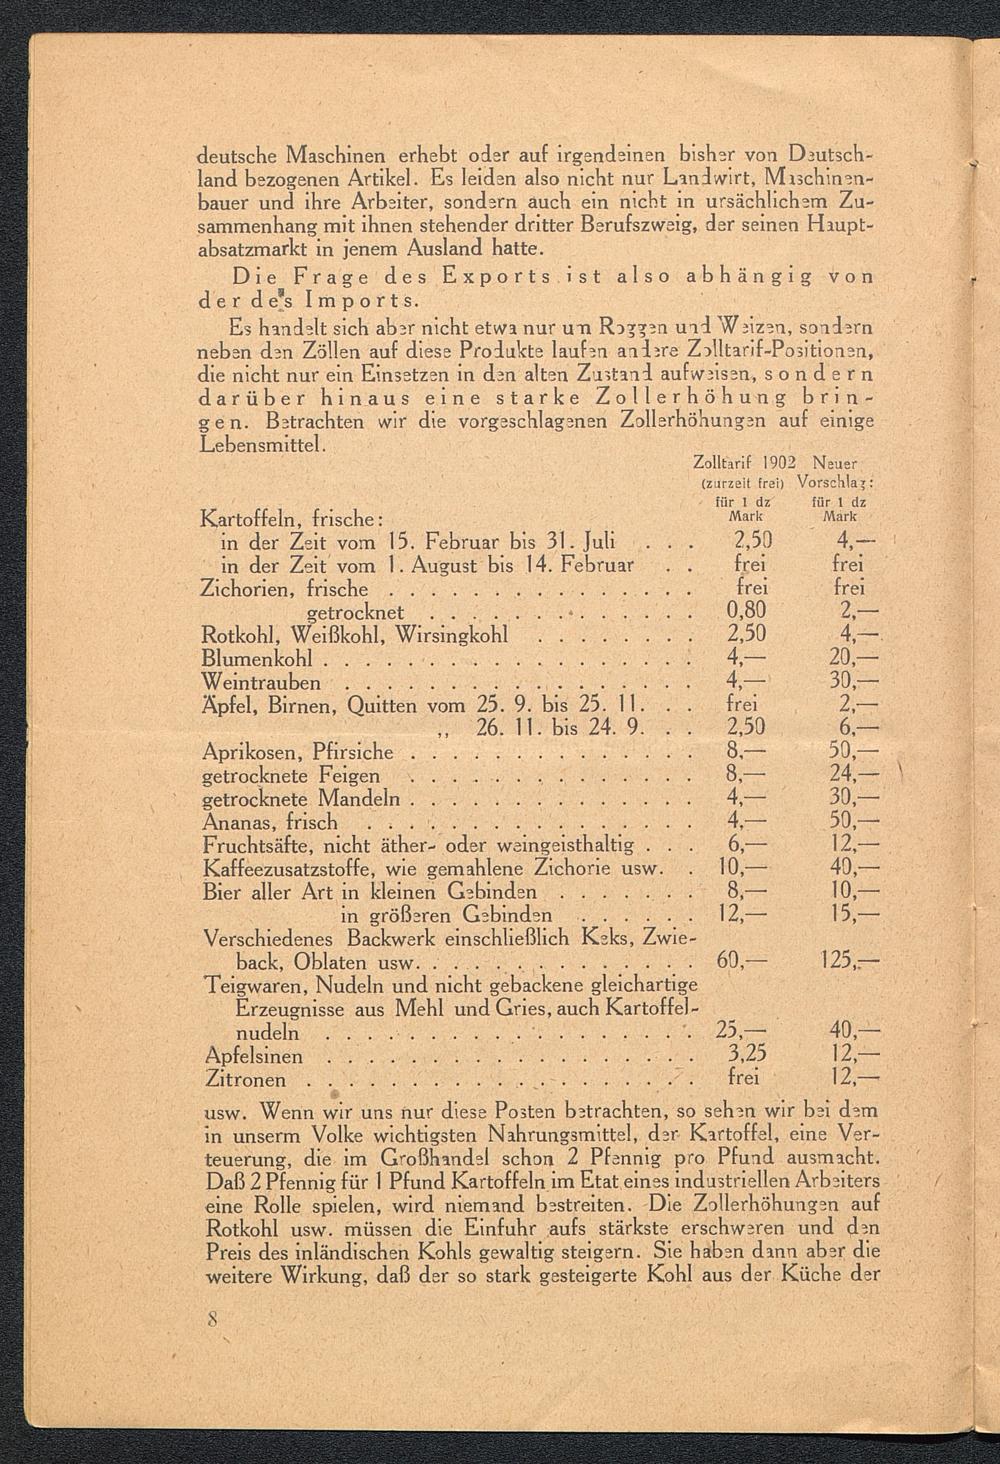 deutsche Maschinen erhebt oder auf irgendeinen bisher von Deutsch-
land bezogenen Artikel. Es leiden also nicht nur Landwirt, Maschinen-
bauer und ihre Arbeiter, sondern auch ein nicht in ursächlichem Zu-
sammenhang mit ihnen stehender dritter Berufszweig, der seinen Haupt-
absatzmarkt in jenem Ausland hatte.
Die Frage des Exports ist also abhängig von
der des Imports.
Es handelt sich aber nicht etwa nur um Roggen und Weizen, sondern
neben den Zöllen auf diese Produkte laufen andere Zolltarif-Positionen,
die nicht nur ein Einsetzen in den alten Zustand aufweisen, sondern
darüber hinaus eine starke Zollerhöhung brin-
gen. Betrachten wir die vorgeschlagenen Zollerhöhungen auf einige
Lebensmittel.
Zolltarif 1902 Neuer
(zurzeit frei) Vorschlag:
für 1 dz für 1 dz
Kartoffeln, frische: Mark Mark
in der Zeit vom 15. Februar bis 31. Juli . . . 2,50 4,—
in der Zeit vom 1. August bis 14. Februar . . frei frei
Zichorien, frische . . . . . . . . . . . . . . . frei frei
getrocknet . . . . . . . . . . . . . 0,80 2,—
Rotkohl, Weißkohl, Wirsingkohl . . . . . . . . 2,50 4,—
Blumenkohl . . . . . . . . . . . . . . . . . . 4,— 20,—
Weintrauben . . . . . . . . . . . . . . . . . 4,— 30,—
Äpfel, Birnen, Quitten vom 25. 9. bis 25. 11. . . frei 2,—
„ 26. 11. bis 24. 9. . . 2,50 6,—
Aprikosen, Pfirsiche . . . . . . . . . . . . . . 8,— 50,—
getrocknete Feigen . . . . . . . . . . . . . . 8,— 24,—
getrocknete Mandeln . . . . . . . . . . . . . . 4,— 30,—
Ananas, frisch . . . . . . . . . . . . . . . . 4,— 50,—
Fruchtsäfte, nicht äther- oder weingeisthaltig . . . 6,— 12,—
Kaffeezusatzstoffe, wie gemahlene Zichorie usw. . 10,— 40,—
Bier aller Art in kleinen Gebinden . . . . . . . 8,— 10,—
in größeren Gebinden . . . . . . 12,— 15,—
Verschiedenes Backwerk einschließlich Keks, Zwie-
back, Oblaten usw. . . . . . . . . . . . . . 60,— 125,—
Teigwaren, Nudeln und nicht gebackene gleichartige
Erzeugnisse aus Mehl und Gries, auch Kartoffel-
nudeln . . . . . . . . . . . . . . . . . . 25,— 40,—
Apfelsinen . . . . . . . . . . . . . . . . . 3,25 12,—
Zitronen . . . . . . . . . . . . . . . . . . frei 12,—
usw. Wenn wir uns nur diese Posten betrachten, so sehen wir bei dem
in unserm Volke wichtigsten Nahrungsmittel, der Kartoffel, eine Ver-
teuerung, die im Großhandel schon 2 Pfennig pro Pfund ausmacht.
Daß 2 Pfennig für 1 Pfund Kartoffeln im Etat eines industriellen Arbeiters
eine Rolle spielen, wird niemand bestreiten. Die Zollerhöhungen auf
Rotkohl usw. müssen die Einfuhr aufs stärkste erschweren und den
Preis des inländischen Kohls gewaltig steigern. Sie haben dann aber die
weitere Wirkung, daß der so stark gesteigerte Kohl aus der Küche der
8